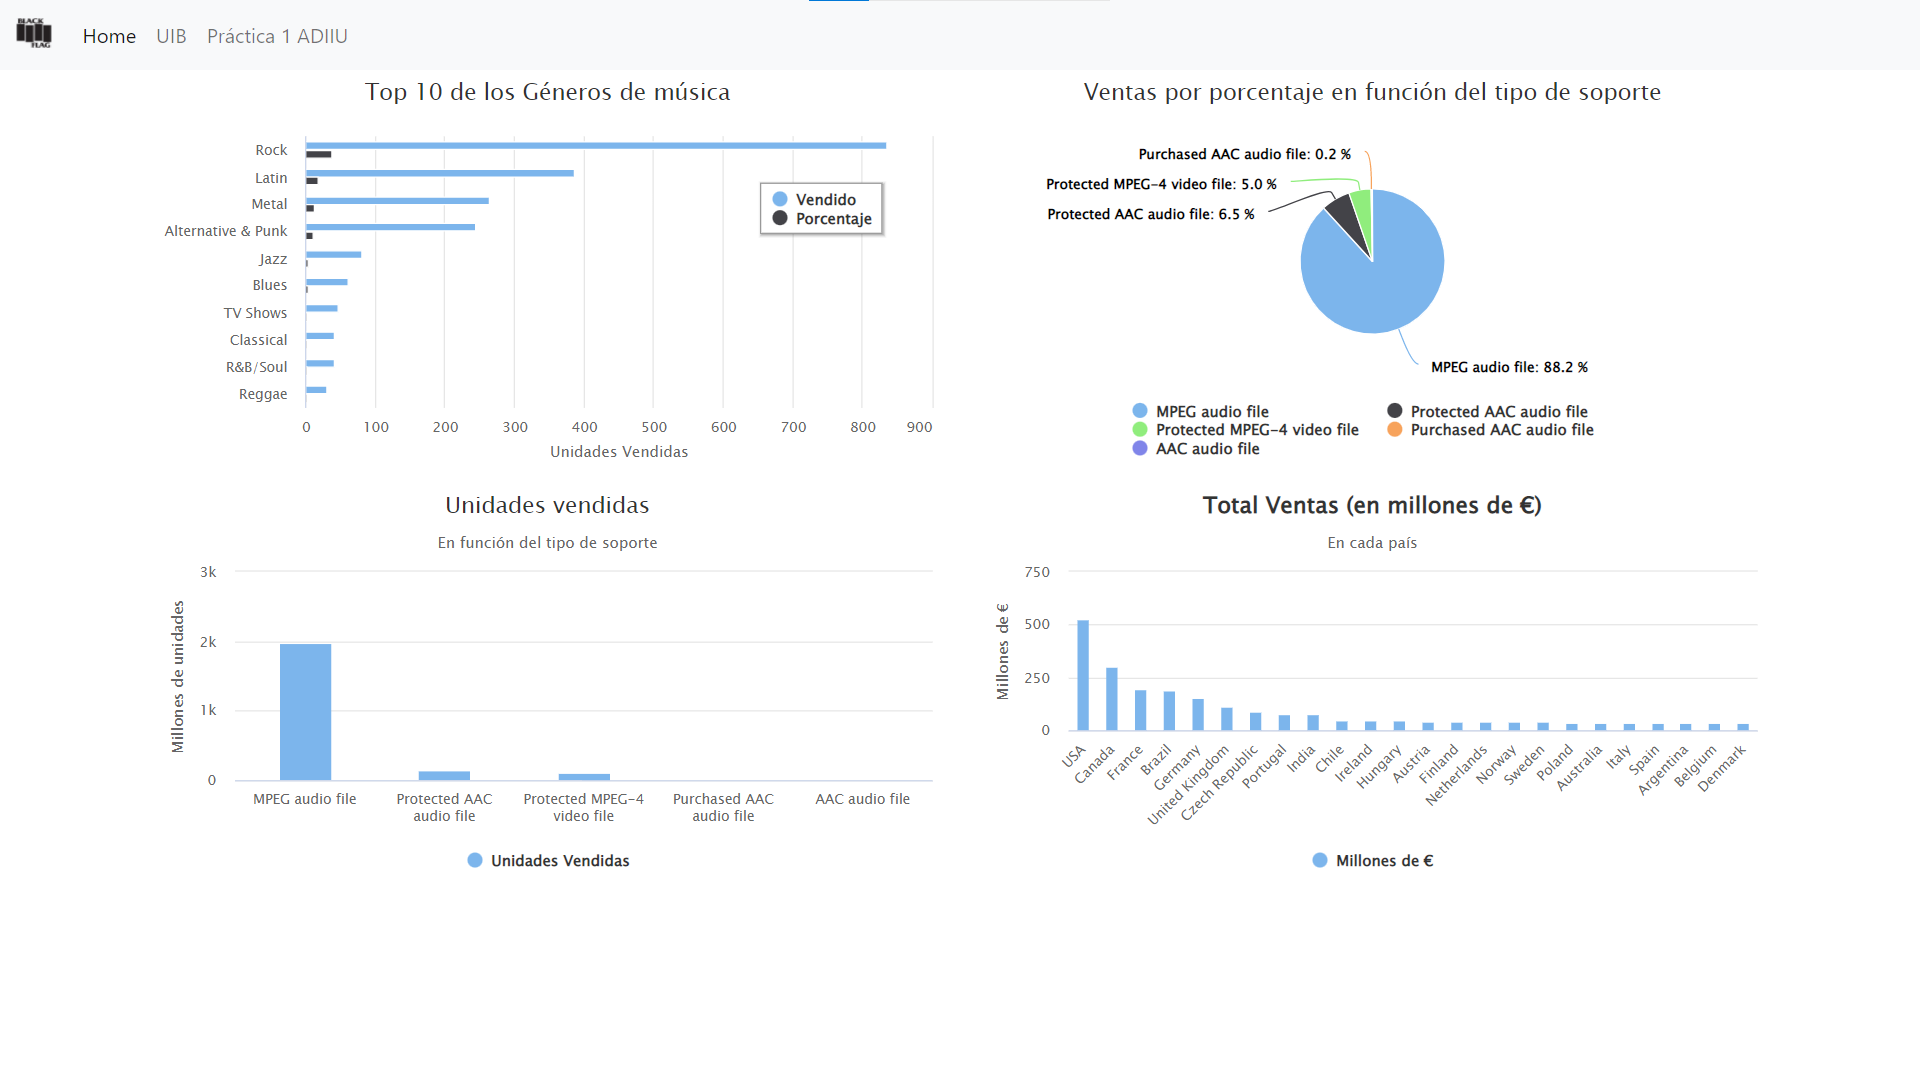 BLACK
FLAG
Home UIB Práctica 1 ADIIU
Top 10 de los Géneros de música
Rock
Latin
Metal
Alternative & Punk
Jazz
Blues
TV Shows
Classical
R&B/Soul
Reggae
0 100 200 300 400 500 600 700 800 900
Unidades Vendidas
Vendido
Porcentaje
Ventas por porcentaje en función del tipo de soporte
Purchased AAC audio file: 0.2 %
Protected MPEG-4 video file: 5.0 %
Protected AAC audio file: 6.5 %
MPEG audio file: 88.2 %
MPEG audio file Protected AAC audio file
Protected MPEG-4 video file Purchased AAC audio file
AAC audio file
Unidades vendidas
En función del tipo de soporte
Millones de unidades
3k
2k
1k
0
MPEG audio file Protected AAC audio file Protected MPEG-4 video file Purchased AAC audio file AAC audio file
Unidades Vendidas
Total Ventas (en millones de €)
En cada país
Millones de €
750
500
250
0
USA Canada France Brazil Germany United Kingdom Czech Republic Portugal India Chile Ireland Hungary Austria Finland Netherlands Norway Sweden Poland Australia Italy Spain Argentina Belgium Denmark
Millones de €